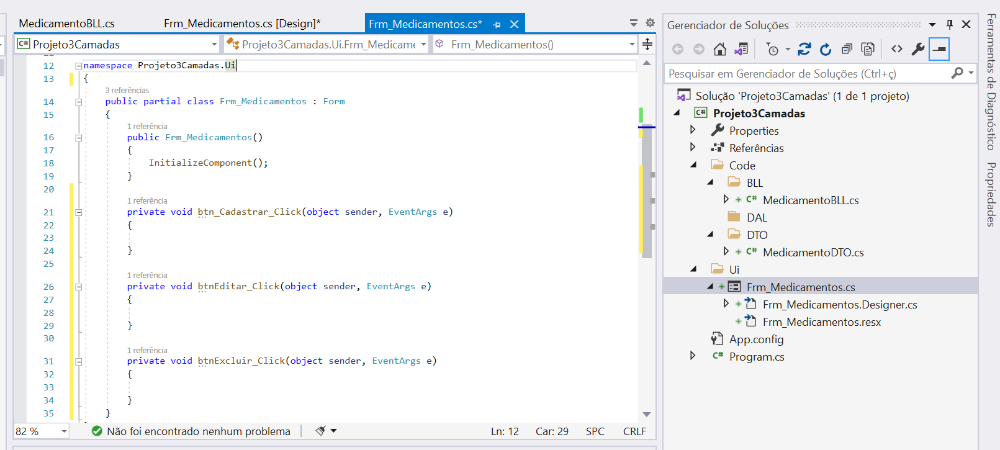 MedicamentoBLL.cs
Frm_Medicamentos.cs [Design]*
Frm_Medicamentos.cs*
C# Projeto3Camadas
Projeto3Camadas.Ui.Frm_Medicame
Frm_Medicamentos()
12 namespace Projeto3Camadas.Ui
13 {
3 referências
14 public partial class Frm_Medicamentos : Form
15 {
1 referência
16 public Frm_Medicamentos()
17 {
18 InitializeComponent();
19 }
20
1 referência
21 private void btn_Cadastrar_Click(object sender, EventArgs e)
22 {
23
24 }
25
1 referência
26 private void btnEditar_Click(object sender, EventArgs e)
27 {
28
29 }
30
1 referência
31 private void btnExcluir_Click(object sender, EventArgs e)
32 {
33
34 }
35 }
82 %
Não foi encontrado nenhum problema
Ln: 12
Car: 29
SPC
CRLF
Gerenciador de Soluções
Pesquisar em Gerenciador de Soluções (Ctrl+ç)
Solução 'Projeto3Camadas' (1 de 1 projeto)
C# Projeto3Camadas
Properties
Referências
Code
BLL
C# MedicamentoBLL.cs
DAL
DTO
C# MedicamentoDTO.cs
Ui
Frm_Medicamentos.cs
Frm_Medicamentos.Designer.cs
Frm_Medicamentos.resx
App.config
C# Program.cs
Ferramentas de Diagnóstico
Propriedades